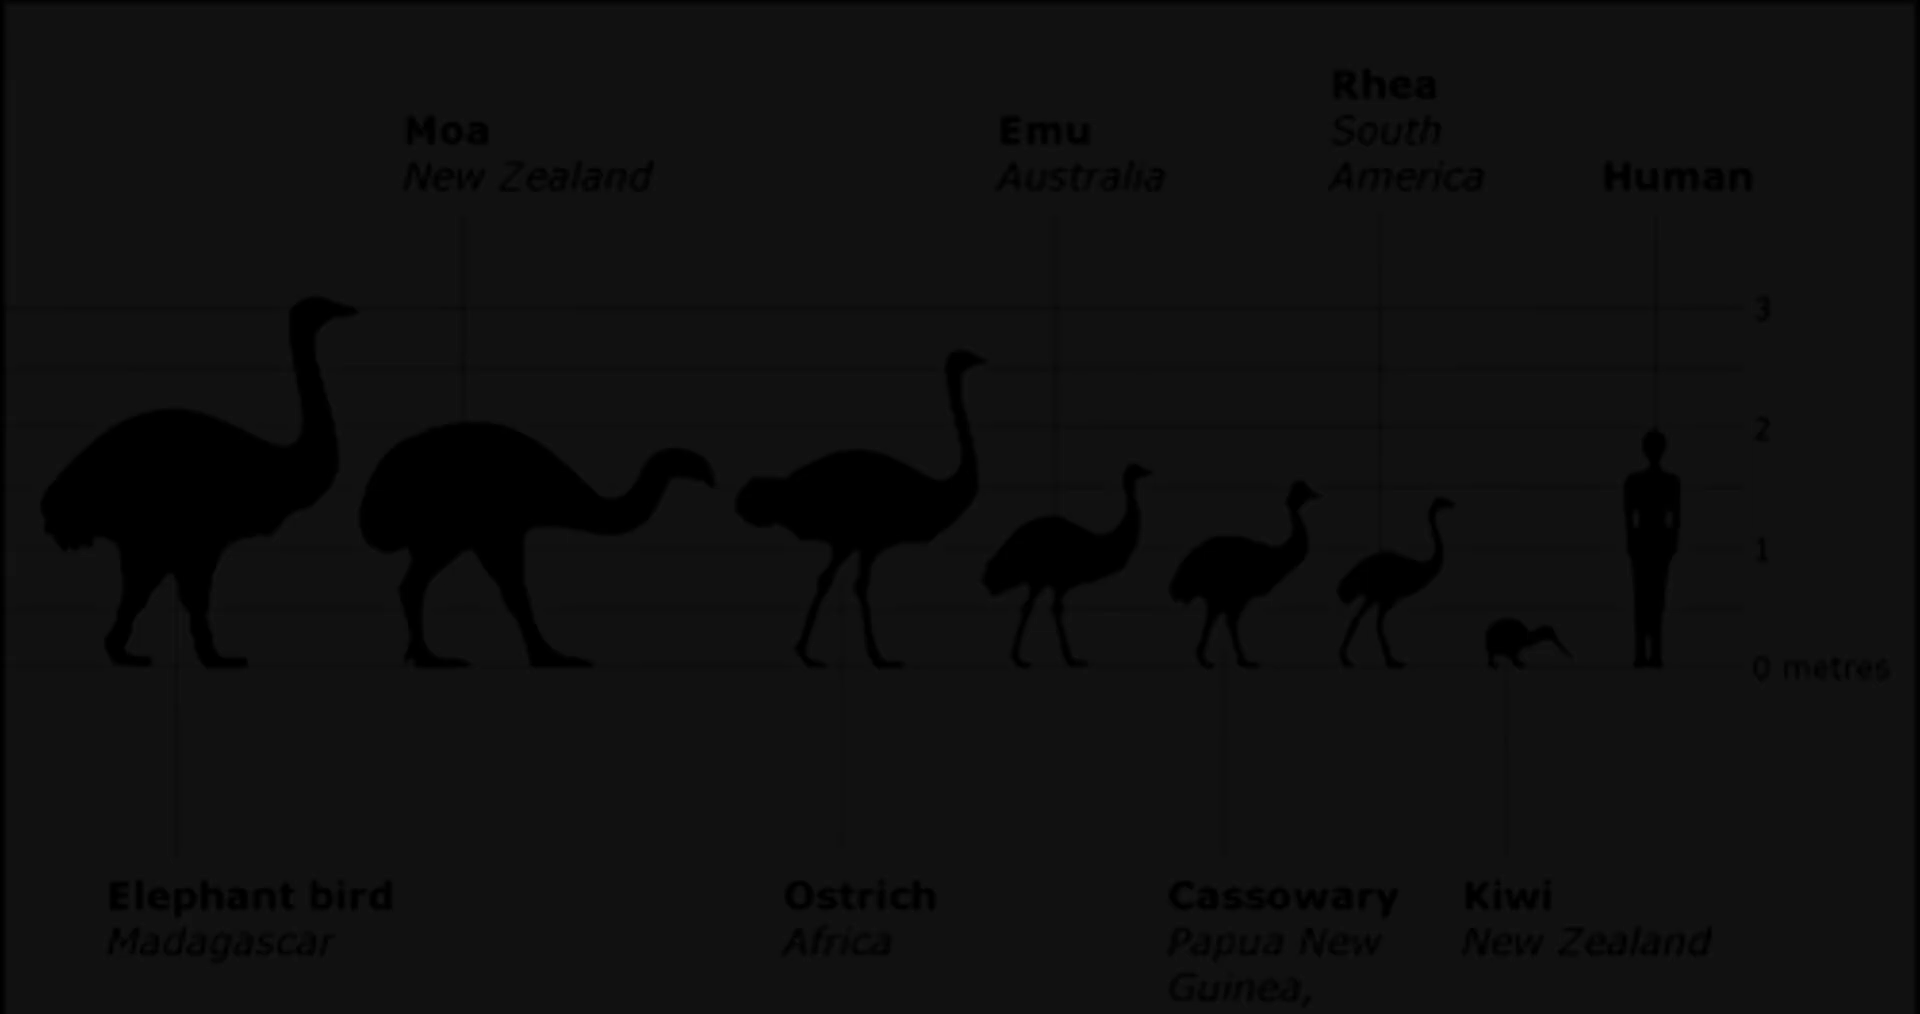 Rhea
South
America
Moa
New Zealand
Emu
Australia
Human
3
2
1
0 metres
Elephant bird
Madagascar
Ostrich
Africa
Cassowary
Papua New
Guinea,
Kiwi
New Zealand